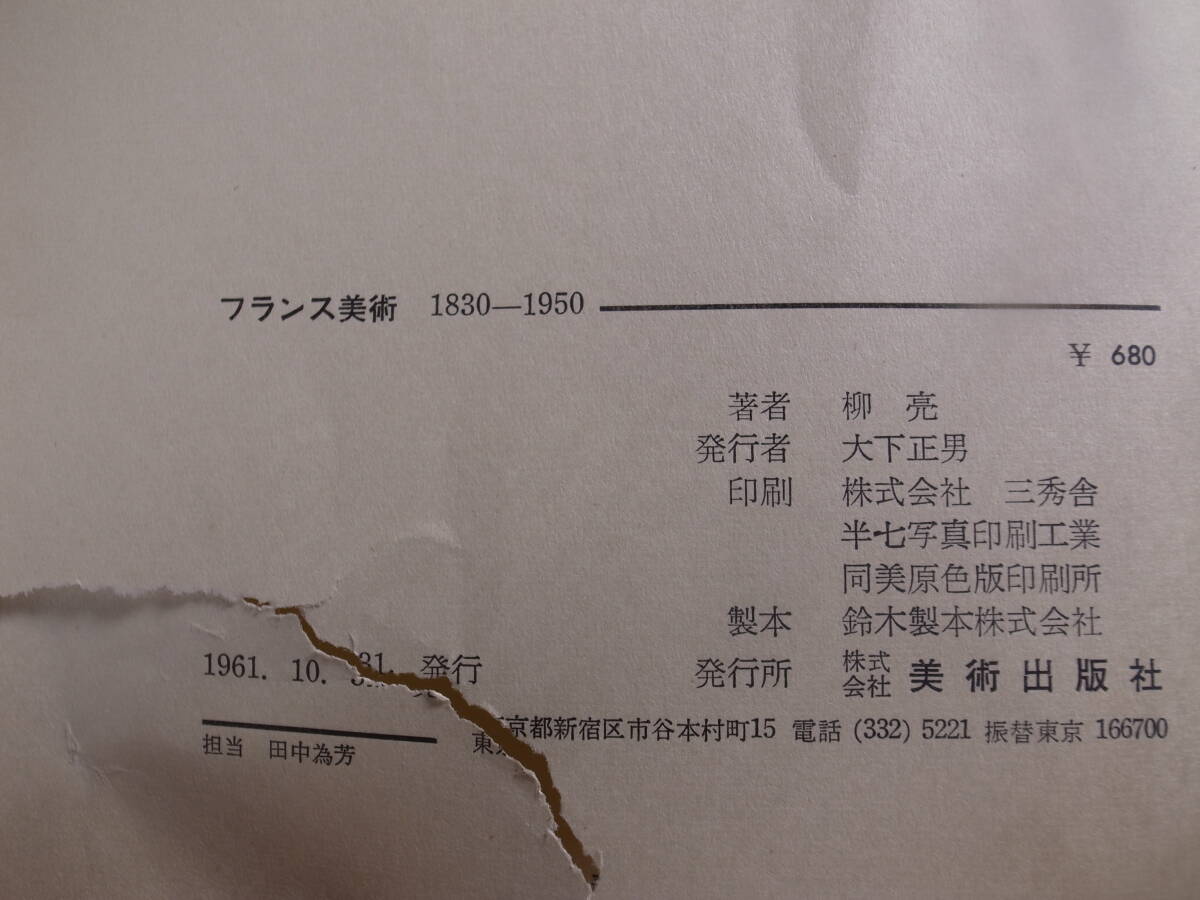 フランス美術 1830—1950
¥ 680
著者 柳 亮
発行者 大下正男
印刷 株式会社 三秀舎
半七写真印刷工業
同美原色版印刷所
製本 鈴木製本株式会社
1961. 10. 31. 発行
発行所 株式会社 美術出版社
東京都新宿区市谷本村町15 電話 (332) 5221 振替東京 166700
担当 田中為芳